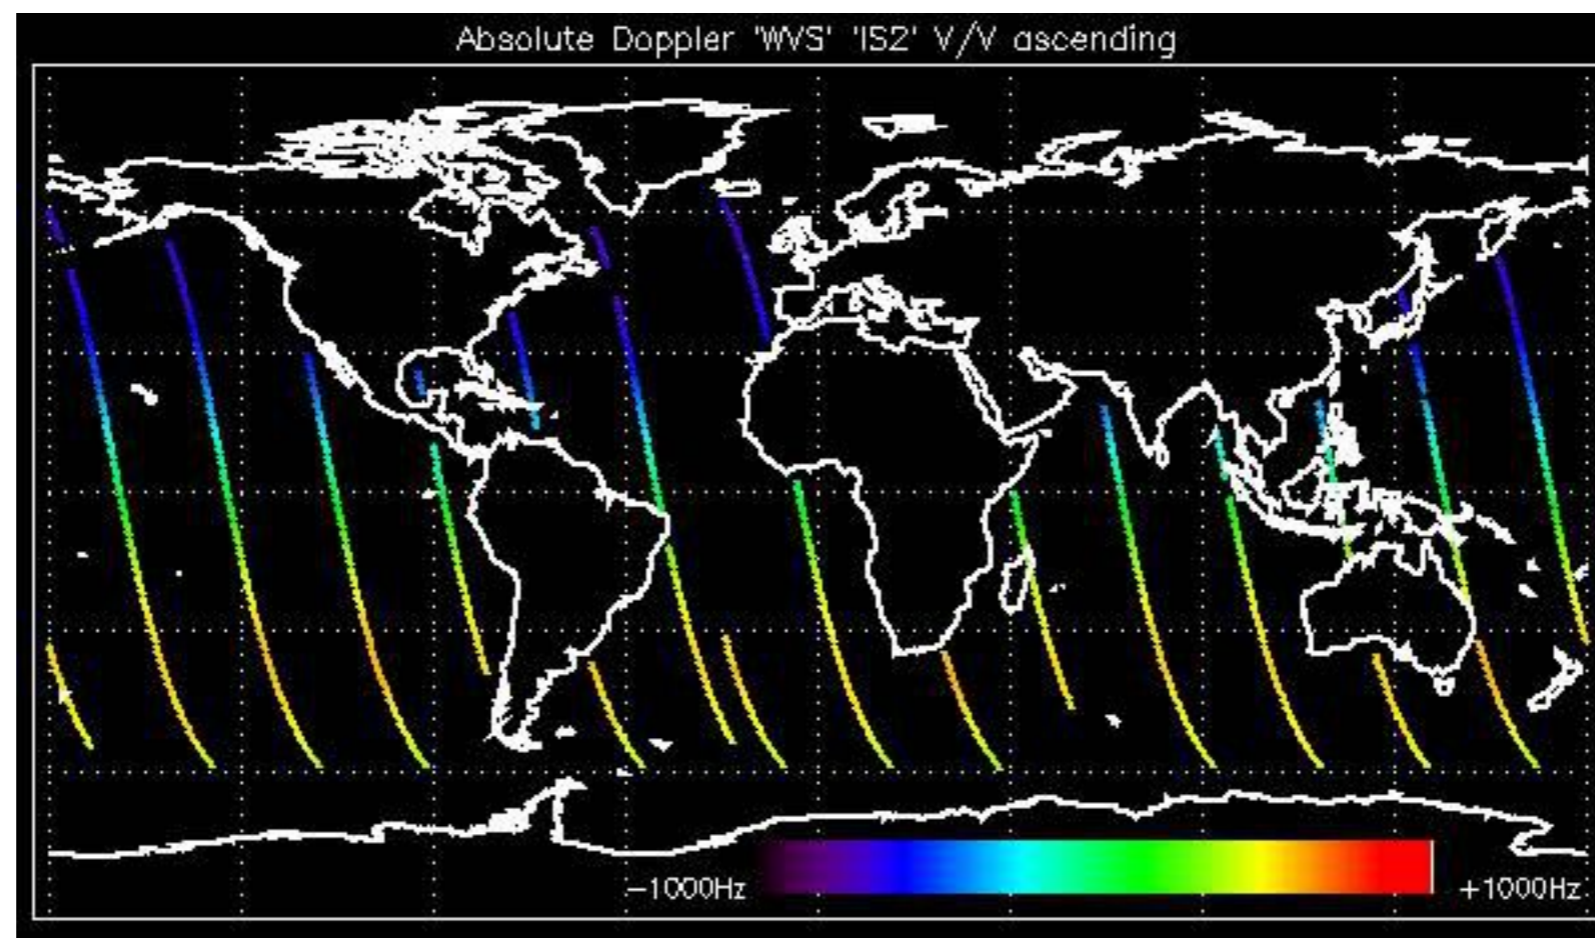 Absolute Doppler 'WVS' 'IS2' V/V ascending
−1000Hz +1000Hz